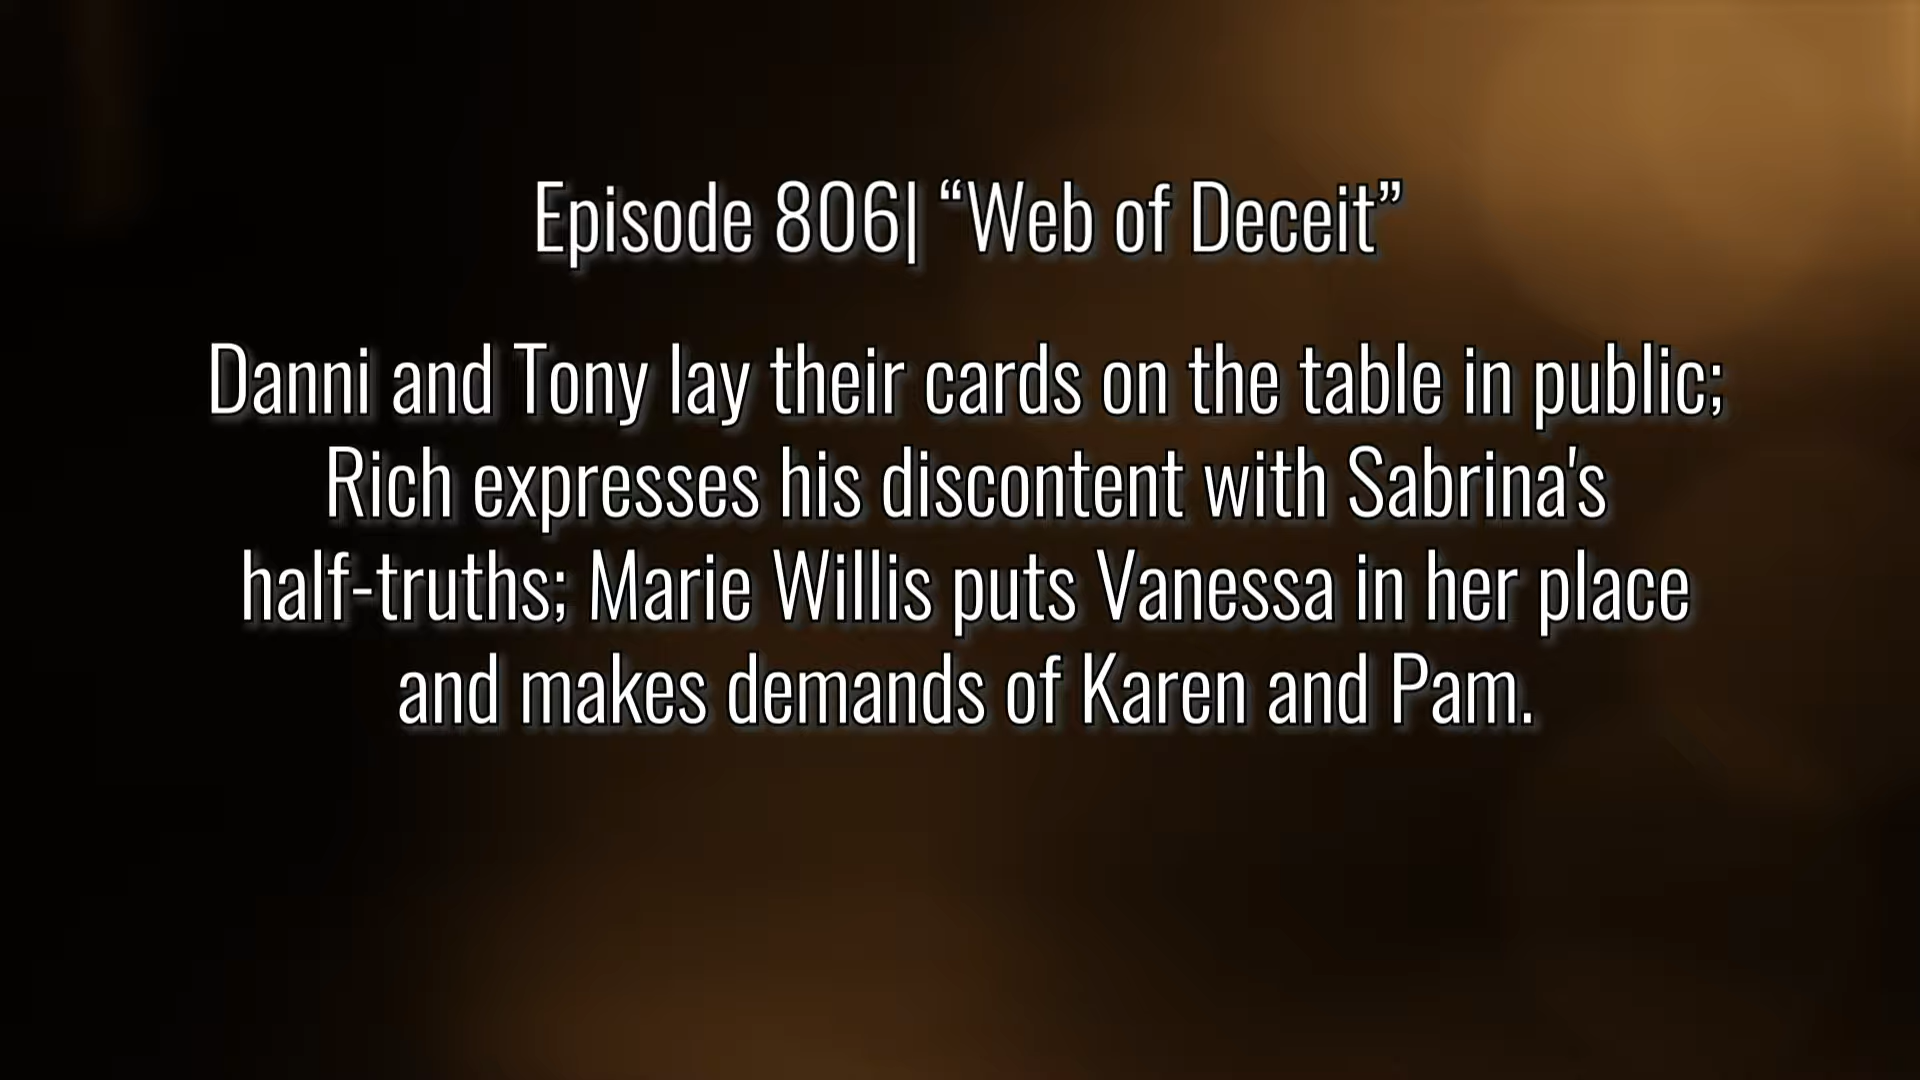 Episode 806| “Web of Deceit”
Danni and Tony lay their cards on the table in public;
Rich expresses his discontent with Sabrina's
half-truths; Marie Willis puts Vanessa in her place
and makes demands of Karen and Pam.